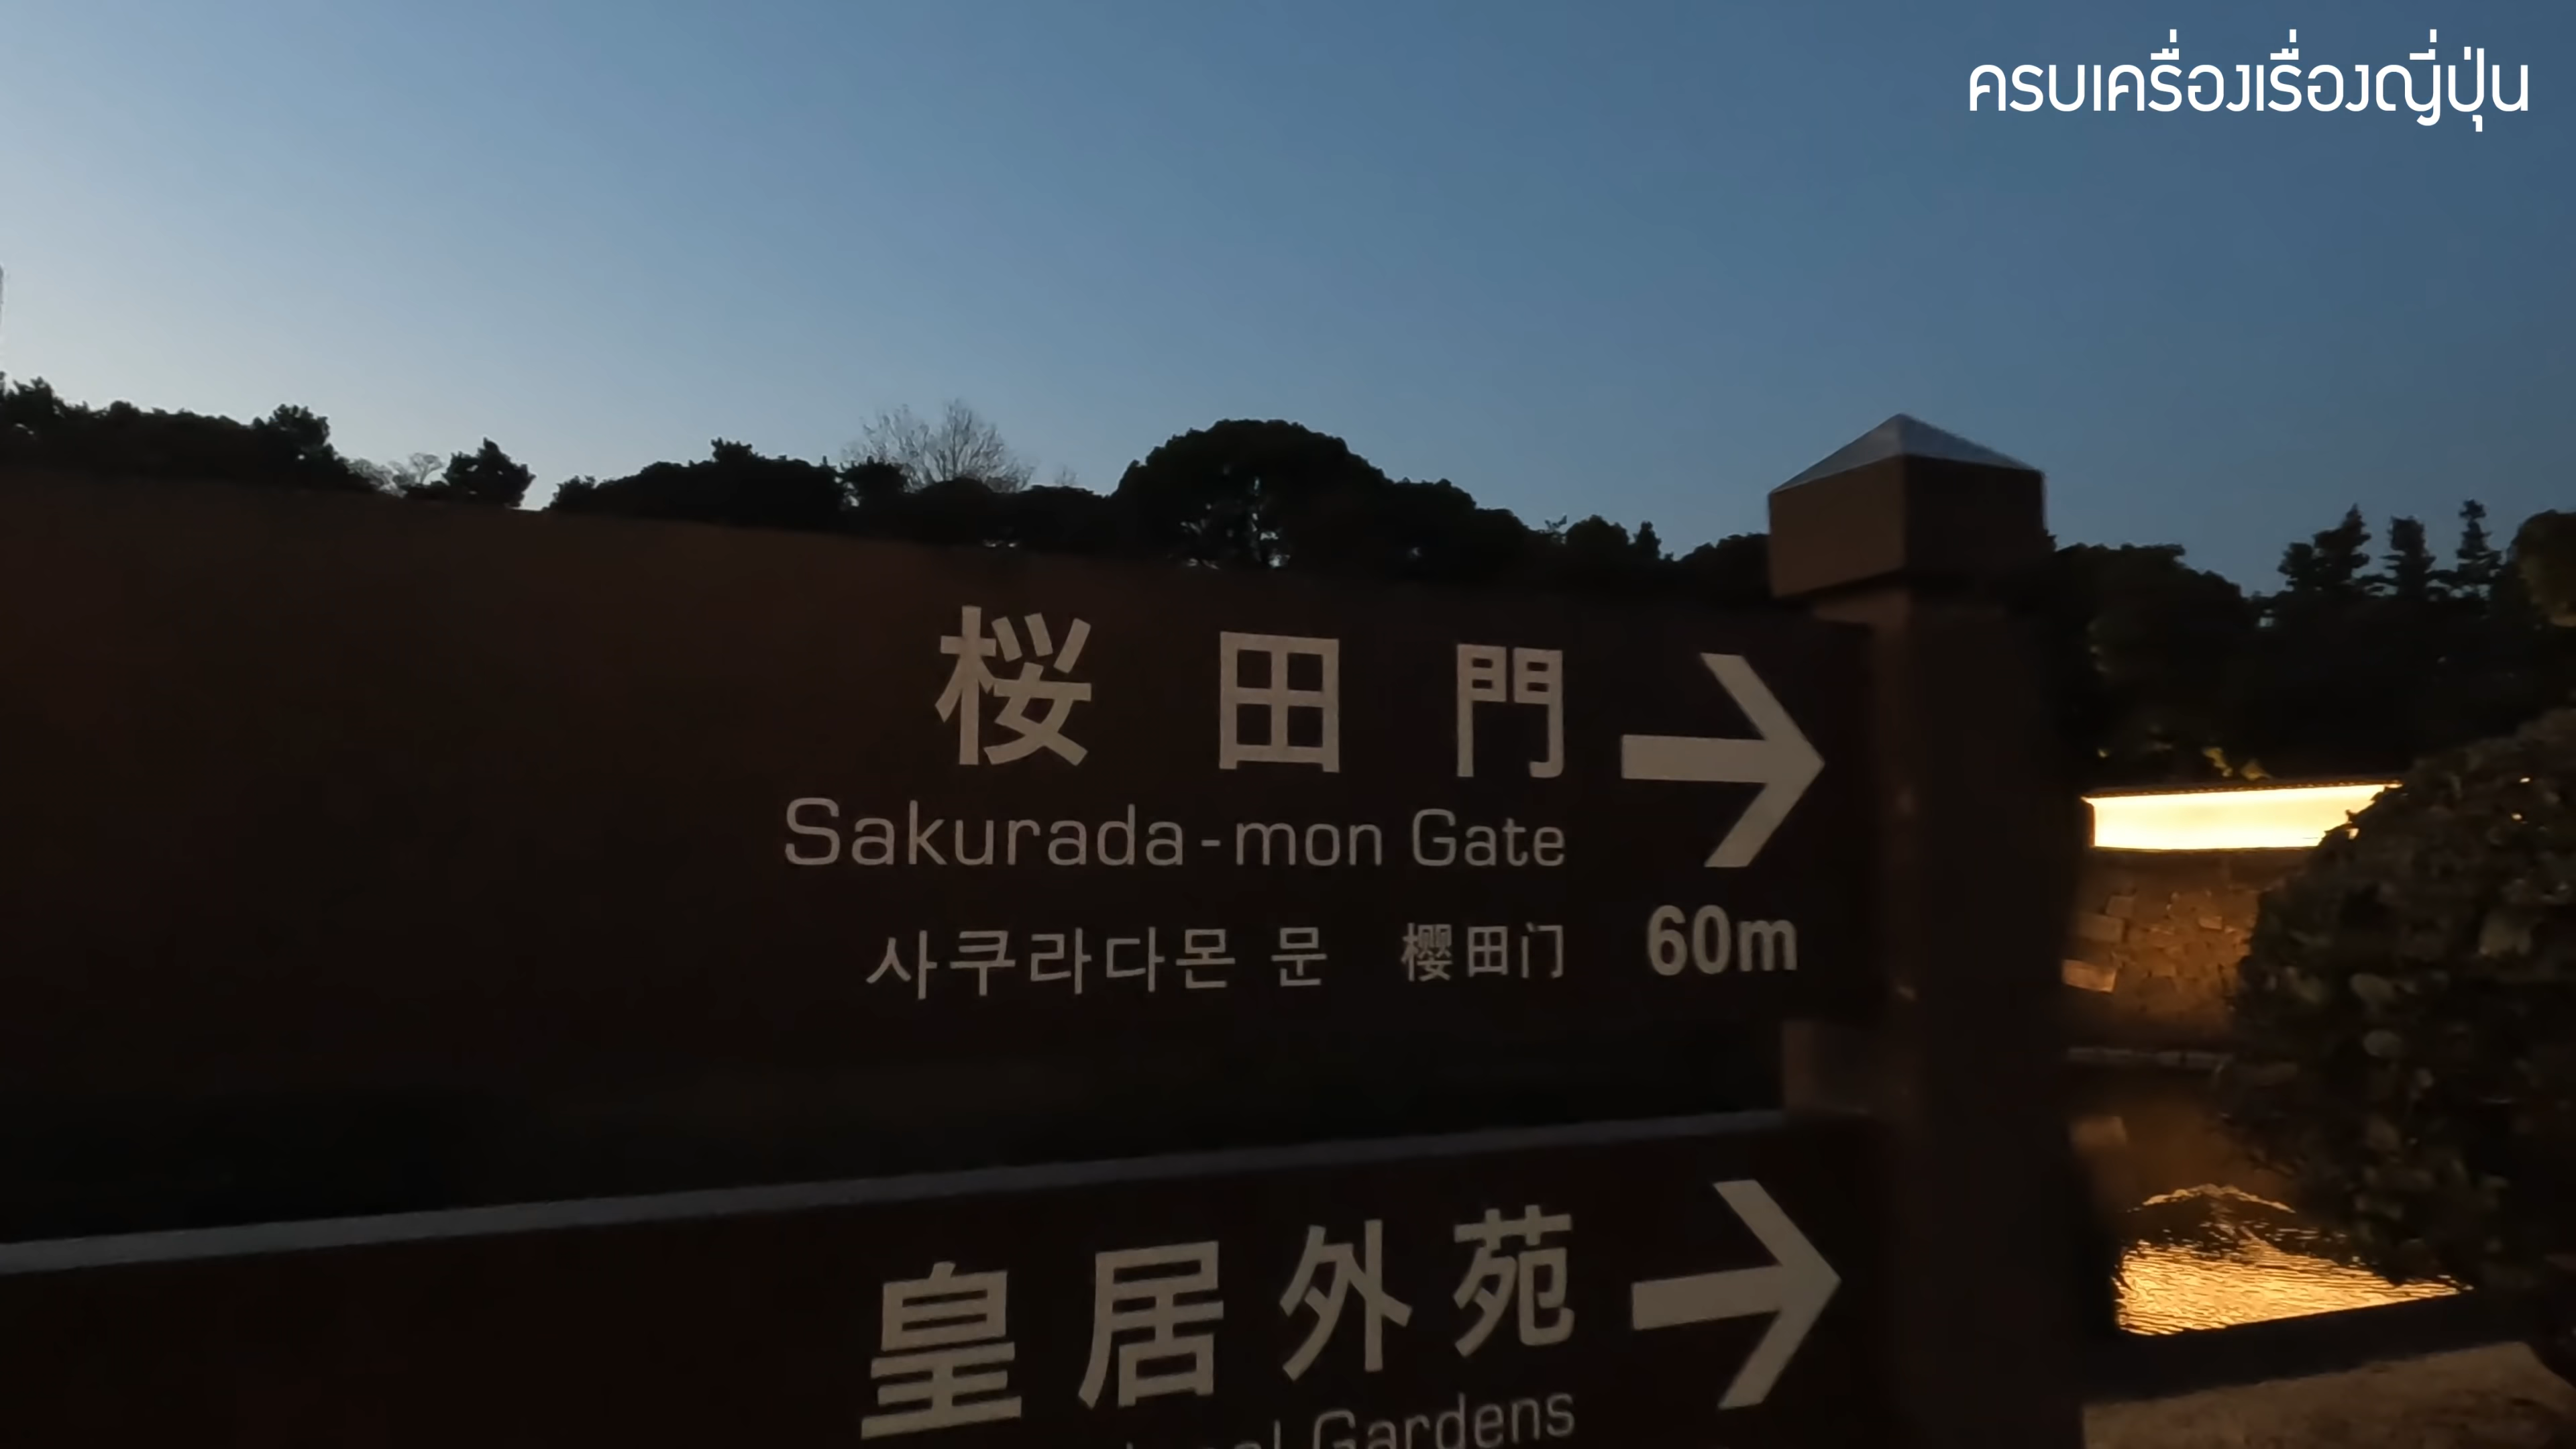 ครบเครื่องเรื่องญี่ปุ่น
桜田門
Sakurada-mon Gate
사쿠라다몬 문 樱田门 60m
皇居外苑
Gardens